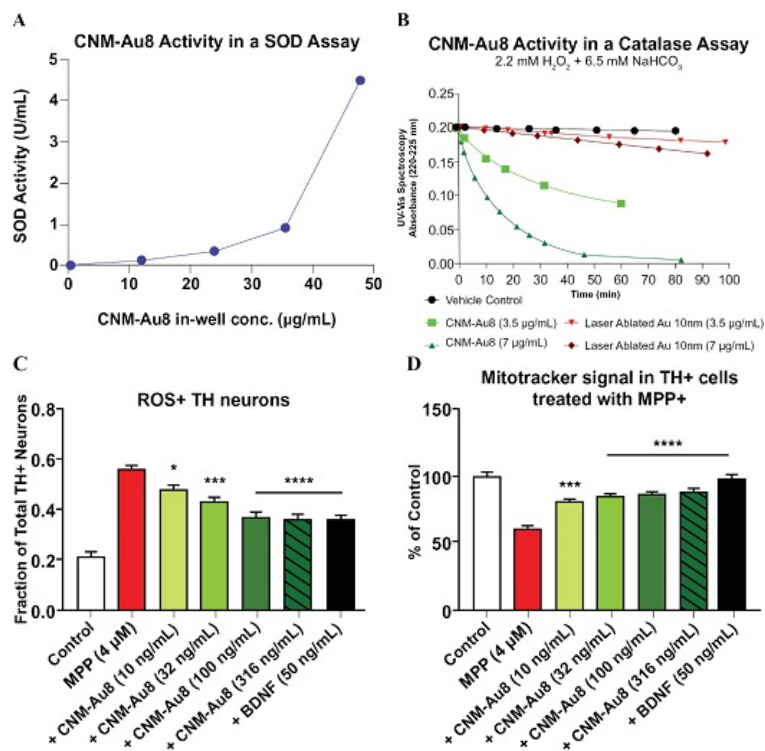 A
CNM-Au8 Activity in a SOD Assay
SOD Activity (U/mL)
5
4
3
2
1
0
0 10 20 30 40 50
CNM-Au8 in-well conc. (µg/mL)
B
CNM-Au8 Activity in a Catalase Assay
2.2 mM H₂O₂ + 6.5 mM NaHCO₃
UV-Vis Spectroscopy
Absorbance (220-225 nm)
0.25
0.20
0.15
0.10
0.05
0.00
0 10 20 30 40 50 60 70 80 90 100
Time (min)
Vehicle Control
CNM-Au8 (3.5 µg/mL)
Laser Ablated Au 10nm (3.5 µg/mL)
CNM-Au8 (7 µg/mL)
Laser Ablated Au 10nm (7 µg/mL)
C
ROS+ TH neurons
Fraction of Total TH+ Neurons
0.8
0.6
0.4
0.2
0.0
*
***
****
Control
MPP (4 µM)
+ CNM-Au8 (10 ng/mL)
+ CNM-Au8 (32 ng/mL)
+ CNM-Au8 (100 ng/mL)
+ CNM-Au8 (316 ng/mL)
+ BDNF (50 ng/mL)
D
Mitotracker signal in TH+ cells
treated with MPP+
% of Control
150
100
50
0
***
****
Control
MPP (4 µM)
+ CNM-Au8 (10 ng/mL)
+ CNM-Au8 (32 ng/mL)
+ CNM-Au8 (100 ng/mL)
+ CNM-Au8 (316 ng/mL)
+ BDNF (50 ng/mL)